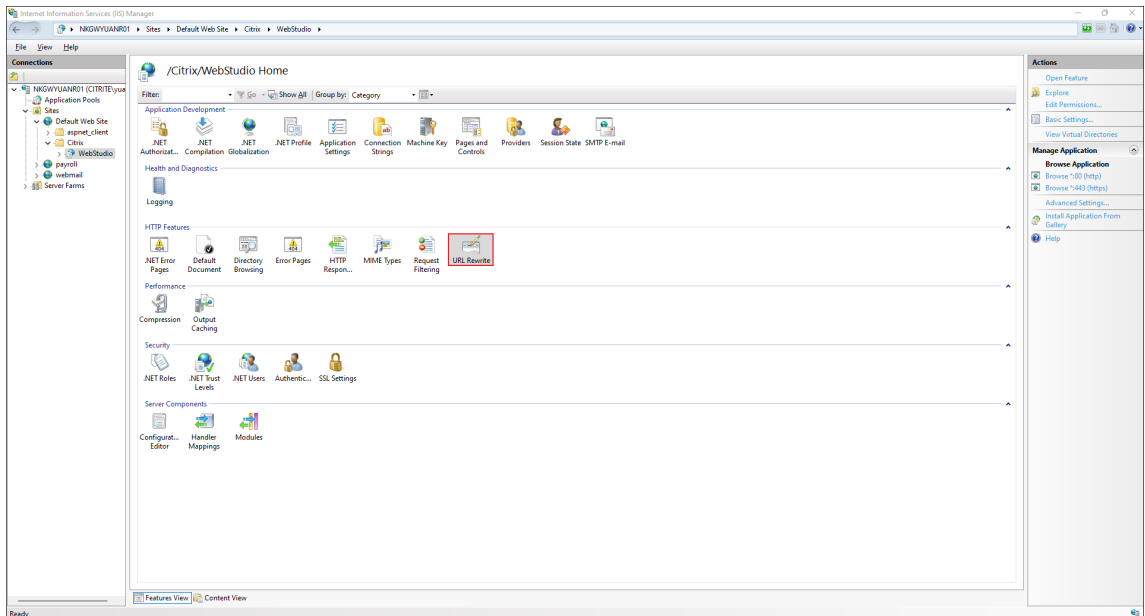 Internet Information Services (IIS) Manager
NKGWYUANR01 Sites Default Web Site Citrix WebStudio
File View Help
Connections
NKGWYUANR01 (CITRITE\yua
Application Pools
Sites
Default Web Site
aspnet_client
Citrix
WebStudio
payroll
webmail
Server Farms
/Citrix/WebStudio Home
Filter: Go Show All Group by: Category
Application Development
.NET Authorizat...
.NET Compilation
.NET Globalization
.NET Profile
Application Settings
Connection Strings
Machine Key
Pages and Controls
Providers
Session State
SMTP E-mail
Health and Diagnostics
Logging
HTTP Features
.NET Error Pages
Default Document
Directory Browsing
Error Pages
HTTP Respon...
MIME Types
Request Filtering
URL Rewrite
Performance
Compression
Output Caching
Security
.NET Roles
.NET Trust Levels
.NET Users
Authentic...
SSL Settings
Server Components
Configurat... Editor
Handler Mappings
Modules
Features View Content View
Ready
Actions
Open Feature
Explore
Edit Permissions...
Basic Settings...
View Virtual Directories
Manage Application
Browse Application
Browse *:80 (http)
Browse *:443 (https)
Advanced Settings...
Install Application From
Gallery
Help